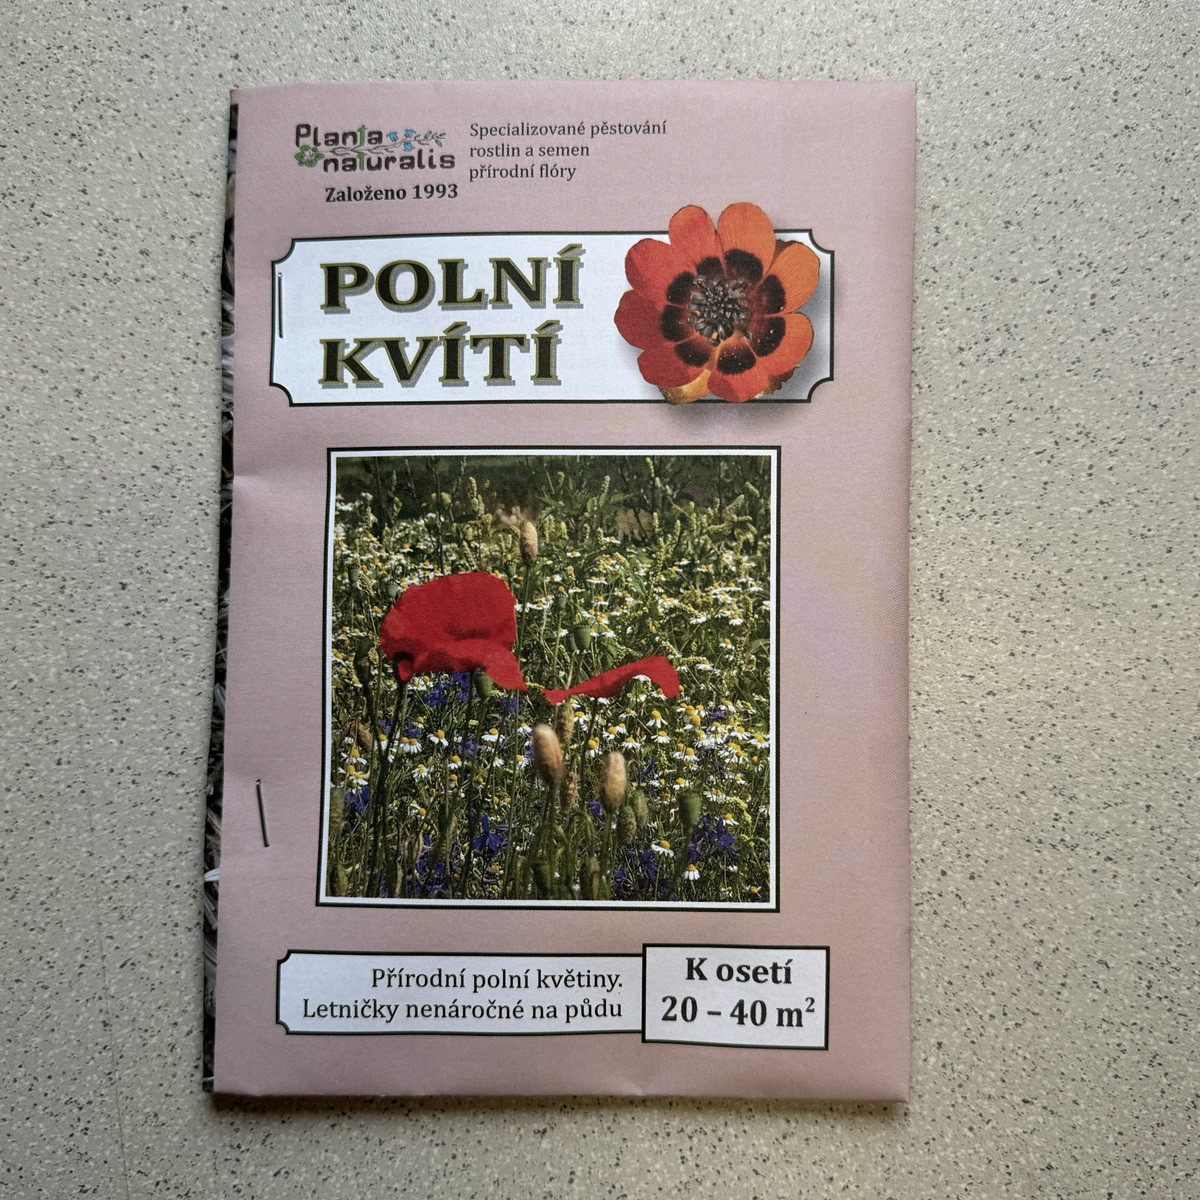 Planta
naturalis
Založeno 1993
Specializované pěstování
rostlin a semen
přírodní flóry
POLNÍ
KVÍTÍ
Přírodní polní květiny.
Letničky nenáročné na půdu
K osetí
20 – 40 m²